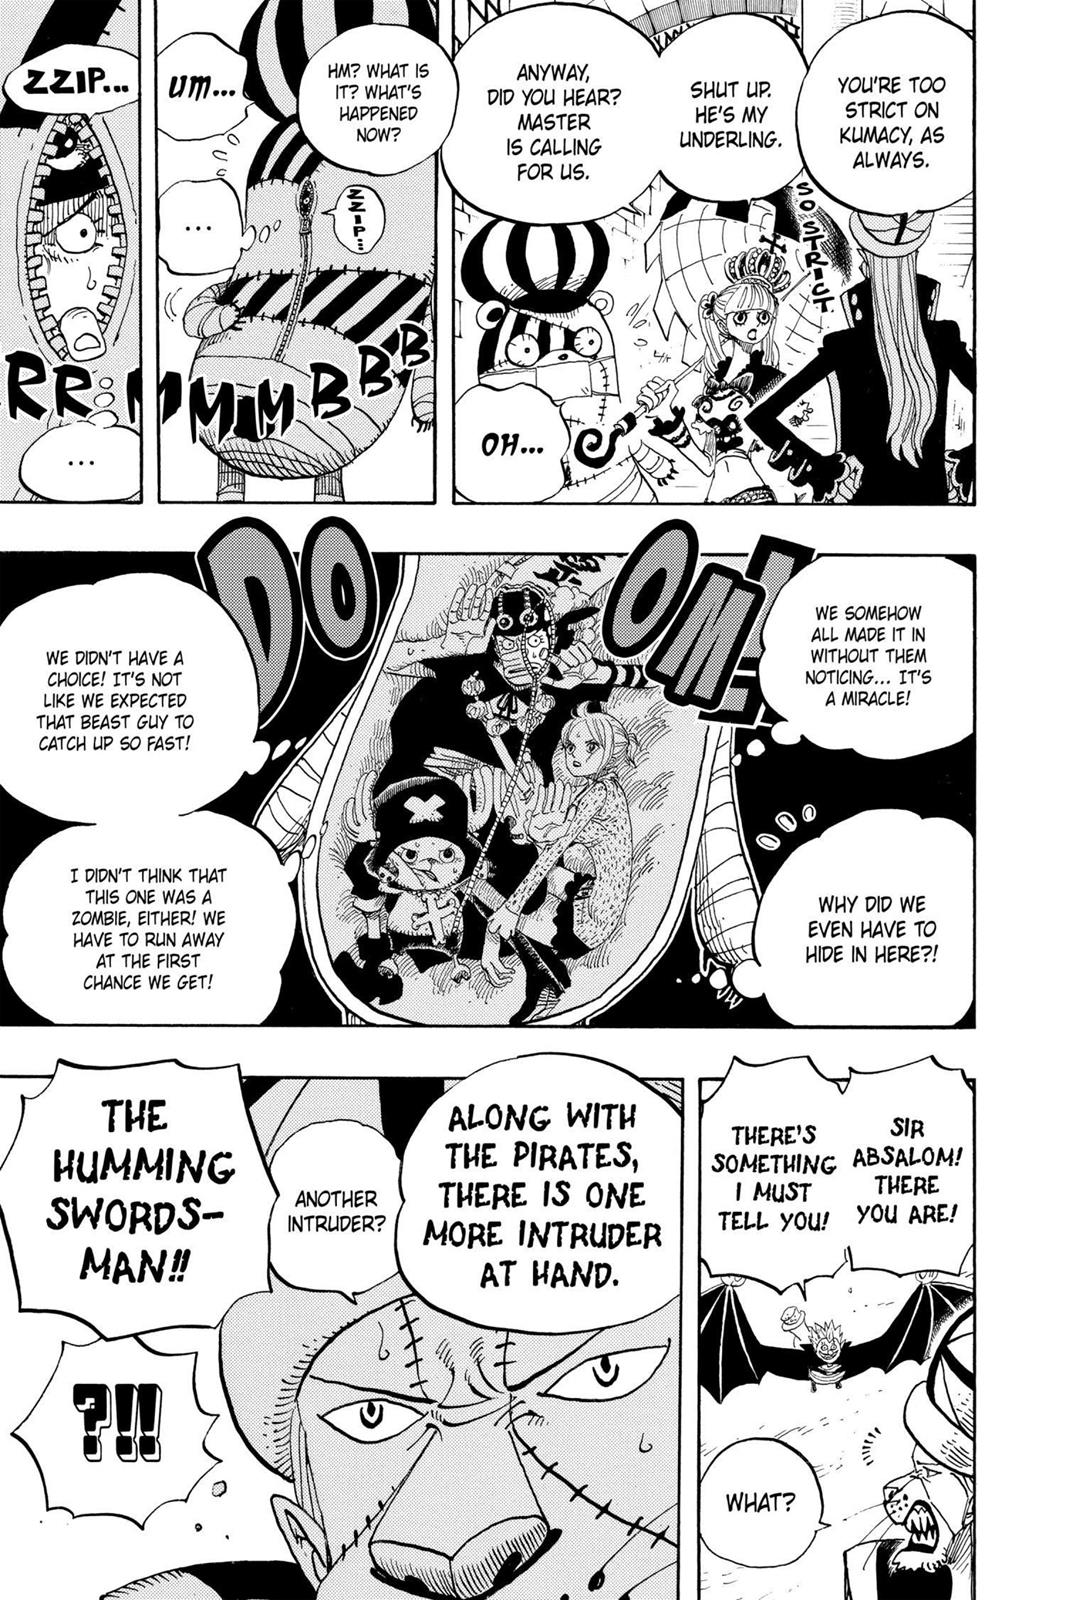 YOU'RE TOO
STRICT ON
KUMACY, AS
ALWAYS.
SHUT UP.
HE'S MY
UNDERLING.
SO STRICT
ANYWAY,
DID YOU HEAR?
MASTER
IS CALLING
FOR US.
OH...
HM? WHAT IS
IT? WHAT'S
HAPPENED
NOW?
UM...
...
ZZIP...
ZZIP...
...
RRMMMMBBBB
DOOOM!
WE SOMEHOW
ALL MADE IT IN
WITHOUT THEM
NOTICING... IT'S
A MIRACLE!
WE DIDN'T HAVE A
CHOICE! IT'S NOT
LIKE WE EXPECTED
THAT BEAST GUY TO
CATCH UP SO FAST!
WHY DID WE
EVEN HAVE TO
HIDE IN HERE?!
I DIDN'T THINK THAT
THIS ONE WAS A
ZOMBIE, EITHER! WE
HAVE TO RUN AWAY
AT THE FIRST
CHANCE WE GET!
SIR
ABSALOM!
THERE
YOU ARE!
THERE'S
SOMETHING
I MUST
TELL YOU!
WHAT?
ALONG WITH
THE PIRATES,
THERE IS ONE
MORE INTRUDER
AT HAND.
ANOTHER
INTRUDER?
THE
HUMMING
SWORDS-
MAN!!
?!!